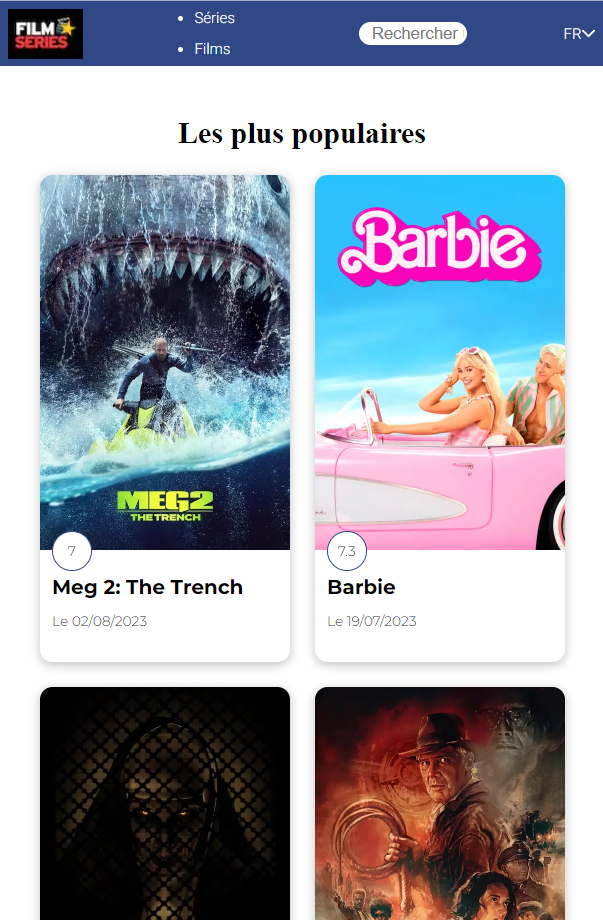 FILM
SERIES
Séries
Films
Rechercher
FR
Les plus populaires
MEG2
THE TRENCH
7
Meg 2: The Trench
Le 02/08/2023
Barbie
7.3
Barbie
Le 19/07/2023